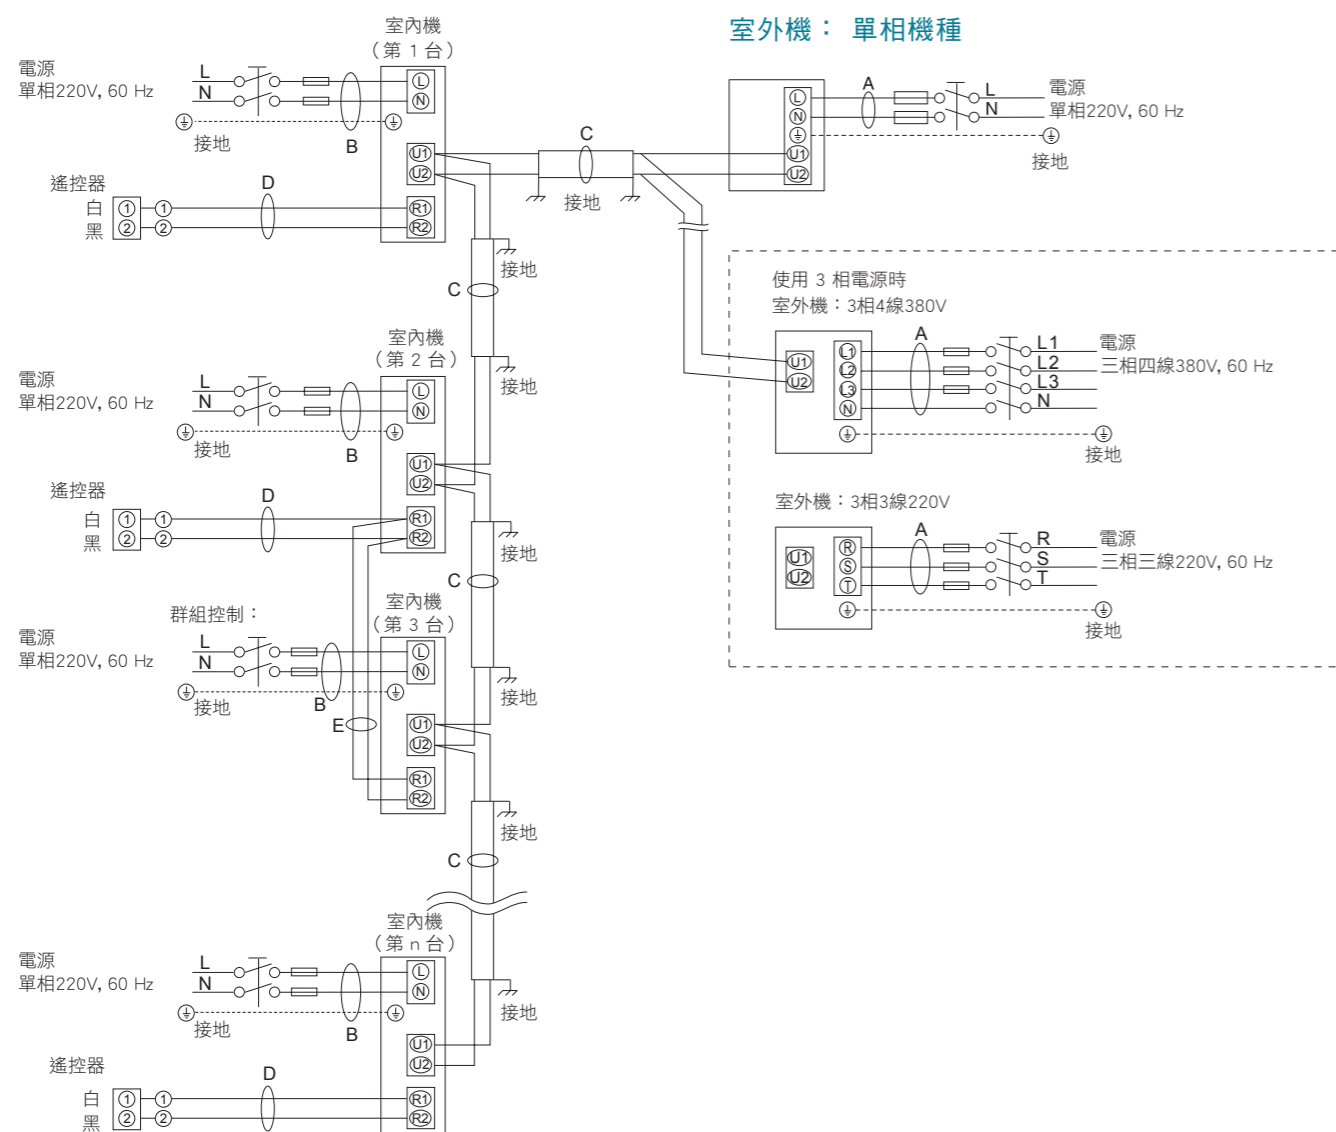 室外機： 單相機種
室內機
（第 1 台）
電源
單相220V, 60 Hz
L
N
接地
B
L
N
U1
U2
遙控器
白
黑
1
2
1
2
D
R1
R2
C
接地
L
N
U1
U2
A
L
N
電源
單相220V, 60 Hz
接地
接地
C
接地
使用 3 相電源時
室外機：3相4線380V
U1
U2
L1
L2
L3
N
A
L1
L2
L3
N
電源
三相四線380V, 60 Hz
接地
室外機：3相3線220V
U1
U2
R
S
T
A
R
S
T
電源
三相三線220V, 60 Hz
接地
室內機
（第 2 台）
電源
單相220V, 60 Hz
L
N
接地
B
L
N
U1
U2
遙控器
白
黑
1
2
1
2
D
R1
R2
接地
C
接地
群組控制：
室內機
（第 3 台）
電源
單相220V, 60 Hz
L
N
接地
B
E
L
N
U1
U2
R1
R2
接地
C
室內機
（第 n 台）
電源
單相220V, 60 Hz
L
N
接地
B
L
N
U1
U2
接地
遙控器
白
黑
1
2
1
2
D
R1
R2